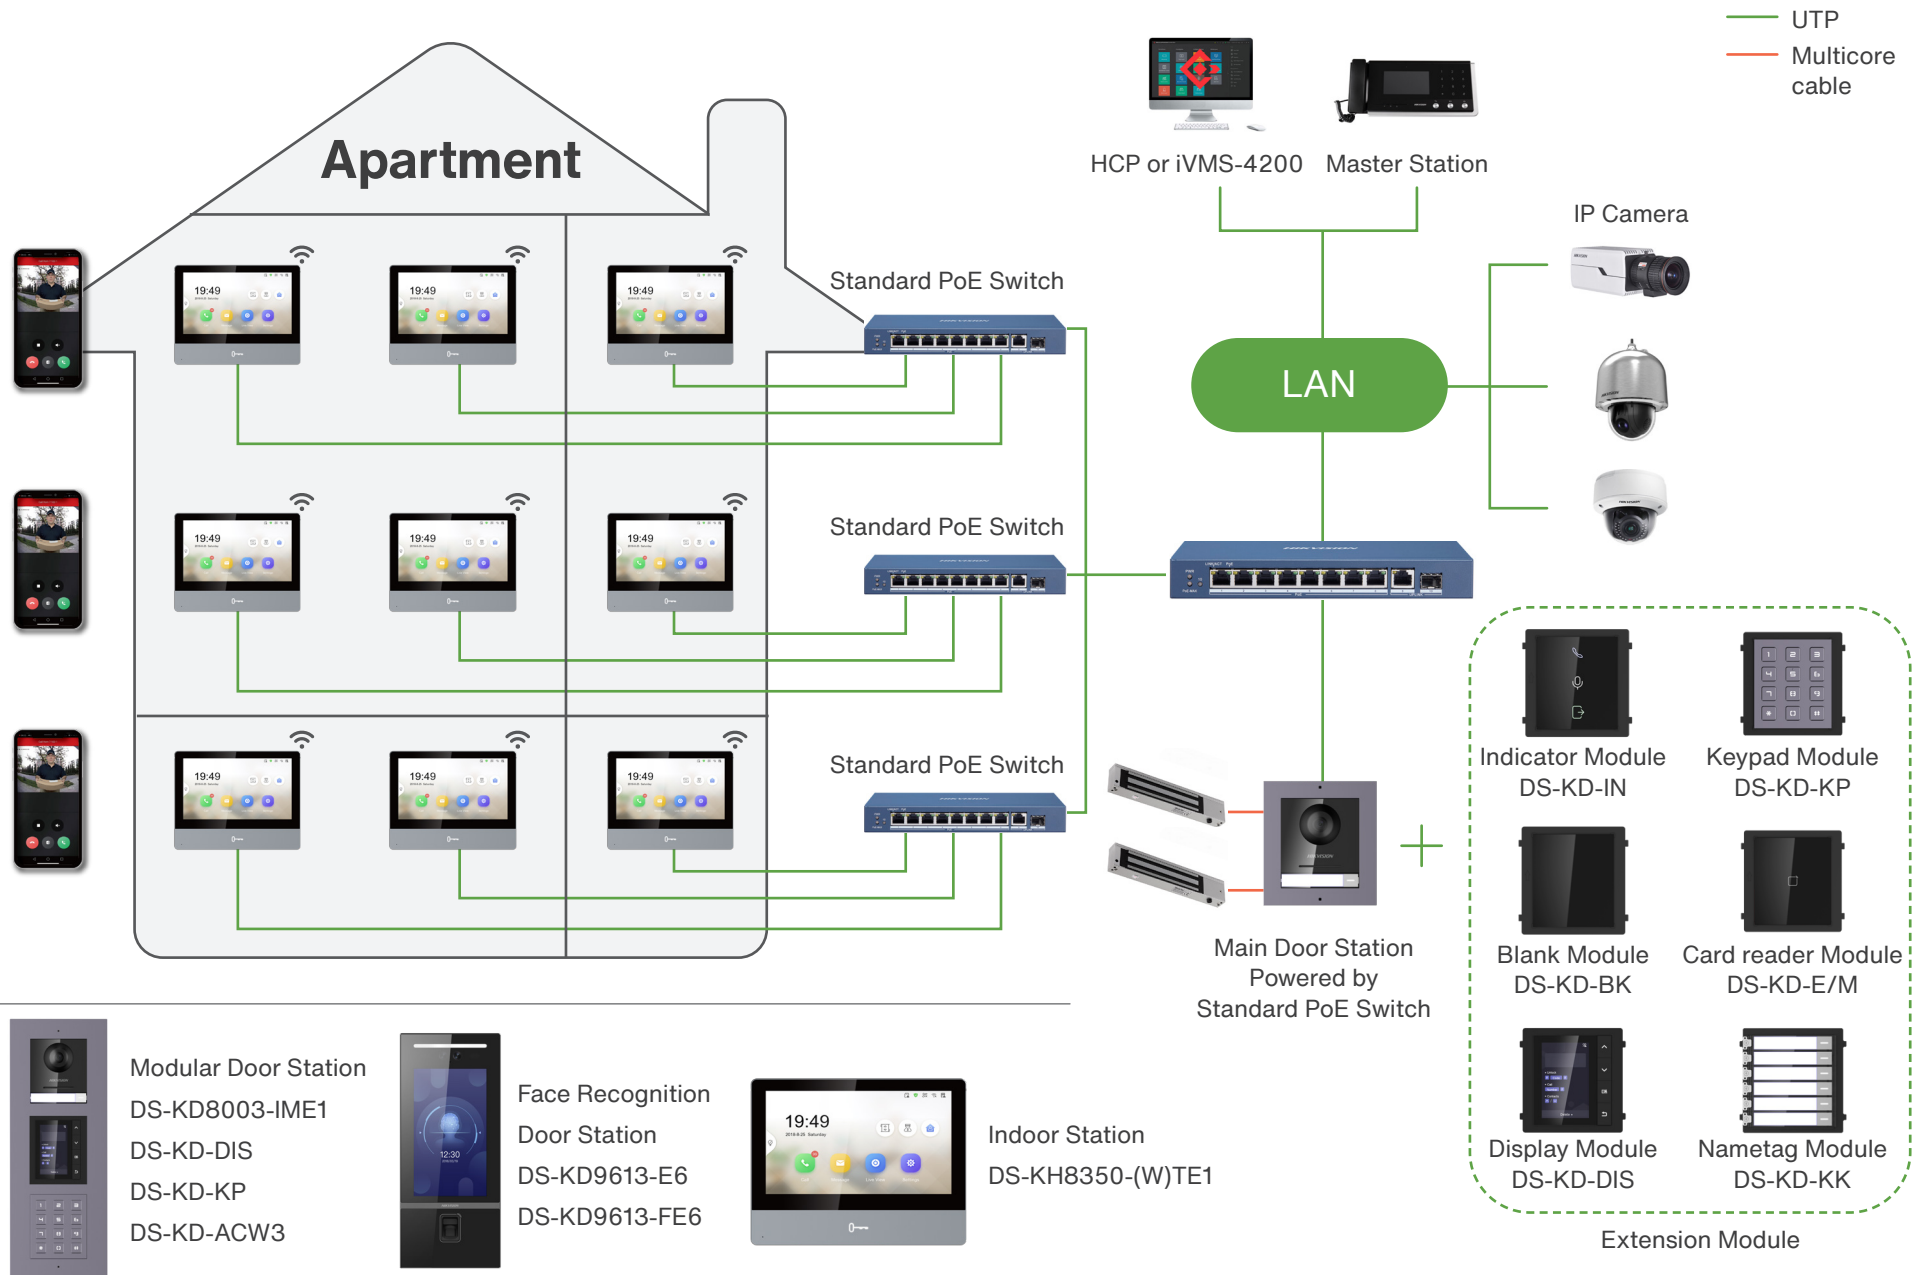 UTP
Multicore
cable
Apartment
HCP or iVMS-4200
Master Station
IP Camera
Standard PoE Switch
19:49
19:49
19:49
LAN
Standard PoE Switch
19:49
19:49
19:49
HIKVISION
Standard PoE Switch
19:49
19:49
19:49
Indicator Module
DS-KD-IN
Keypad Module
DS-KD-KP
Blank Module
DS-KD-BK
Card reader Module
DS-KD-E/M
Display Module
DS-KD-DIS
Nametag Module
DS-KD-KK
Extension Module
HIKVISION
Main Door Station
Powered by
Standard PoE Switch
Modular Door Station
DS-KD8003-IME1
DS-KD-DIS
DS-KD-KP
DS-KD-ACW3
12:30
Face Recognition
Door Station
DS-KD9613-E6
DS-KD9613-FE6
19:49
Indoor Station
DS-KH8350-(W)TE1